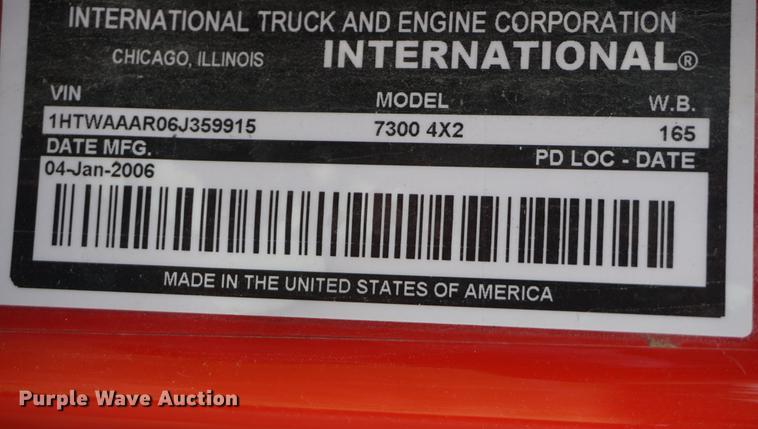 INTERNATIONAL TRUCK AND ENGINE CORPORATION
CHICAGO, ILLINOIS INTERNATIONAL®
VIN MODEL W.B.
1HTWAAAR06J359915 7300 4X2 165
DATE MFG. PD LOC - DATE
04-Jan-2006
MADE IN THE UNITED STATES OF AMERICA
Purple Wave Auction